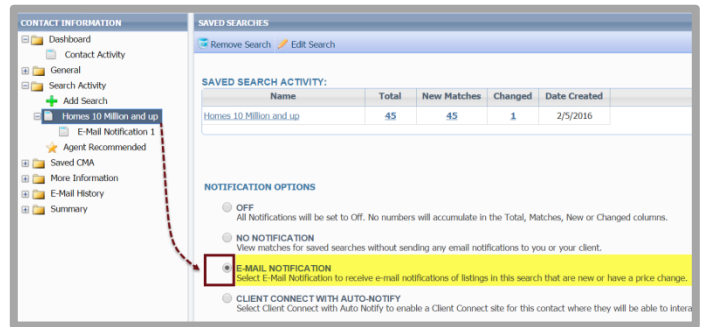 CONTACT INFORMATION
Dashboard
Contact Activity
General
Search Activity
Add Search
Homes 10 Million and up
E-Mail Notification 1
Agent Recommended
Saved CMA
More Information
E-Mail History
Summary
SAVED SEARCHES
Remove Search Edit Search
SAVED SEARCH ACTIVITY:
Name Total New Matches Changed Date Created
Homes 10 Million and up 45 45 1 2/5/2016
NOTIFICATION OPTIONS
OFF
All Notifications will be set to Off. No numbers will accumulate in the Total, Matches, New or Changed columns.
NO NOTIFICATION
View matches for saved searches without sending any email notifications to you or your client.
E-MAIL NOTIFICATION
Select E-Mail Notification to receive e-mail notifications of listings in this search that are new or have a price change.
CLIENT CONNECT WITH AUTO-NOTIFY
Select Client Connect with Auto Notify to enable a Client Connect site for this contact where they will be able to intera